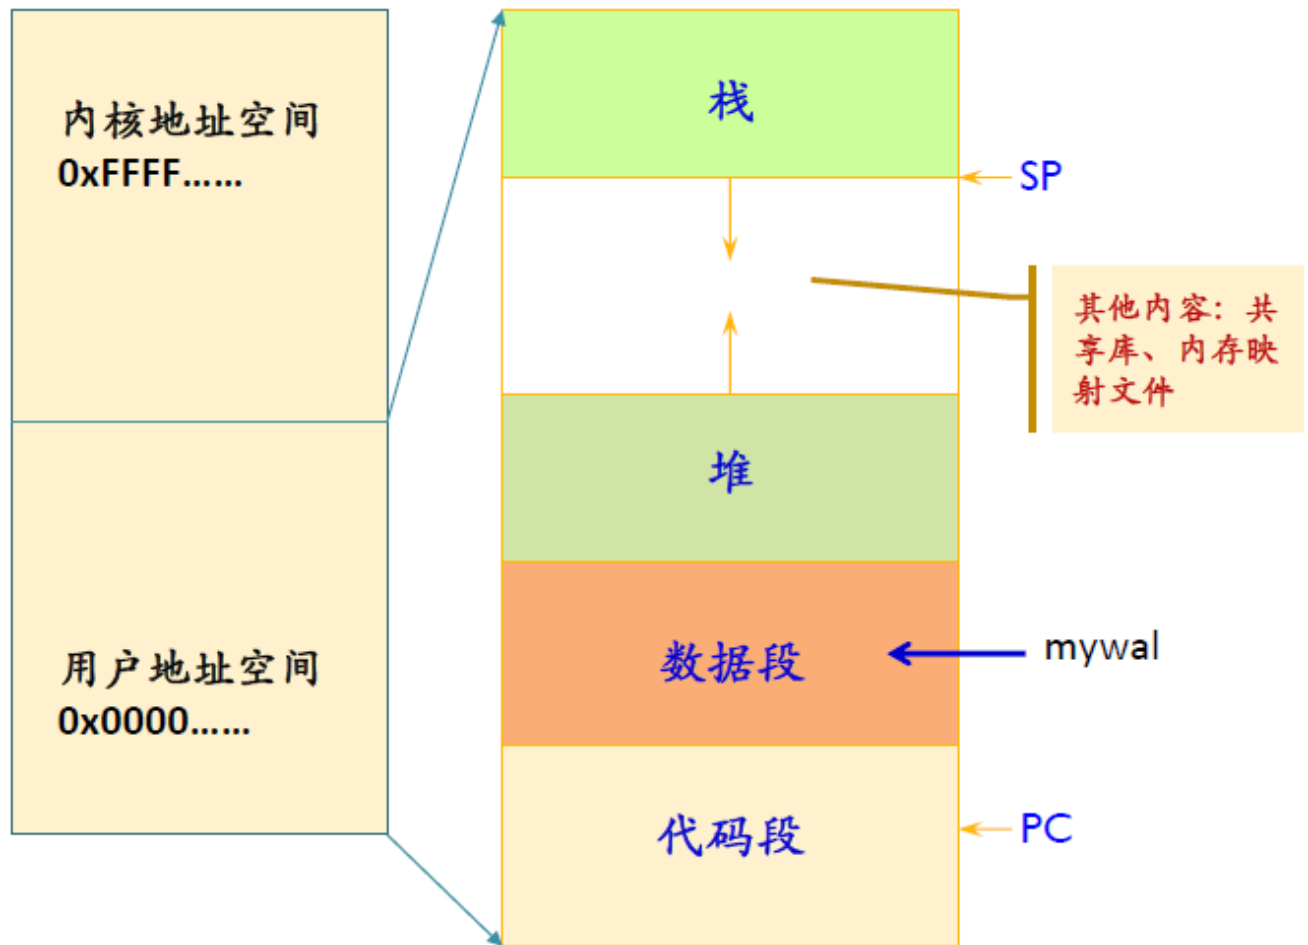 内核地址空间
0xFFFF……
用户地址空间
0x0000……
栈
SP
其他内容：共
享库、内存映
射文件
堆
数据段
mywal
代码段
PC